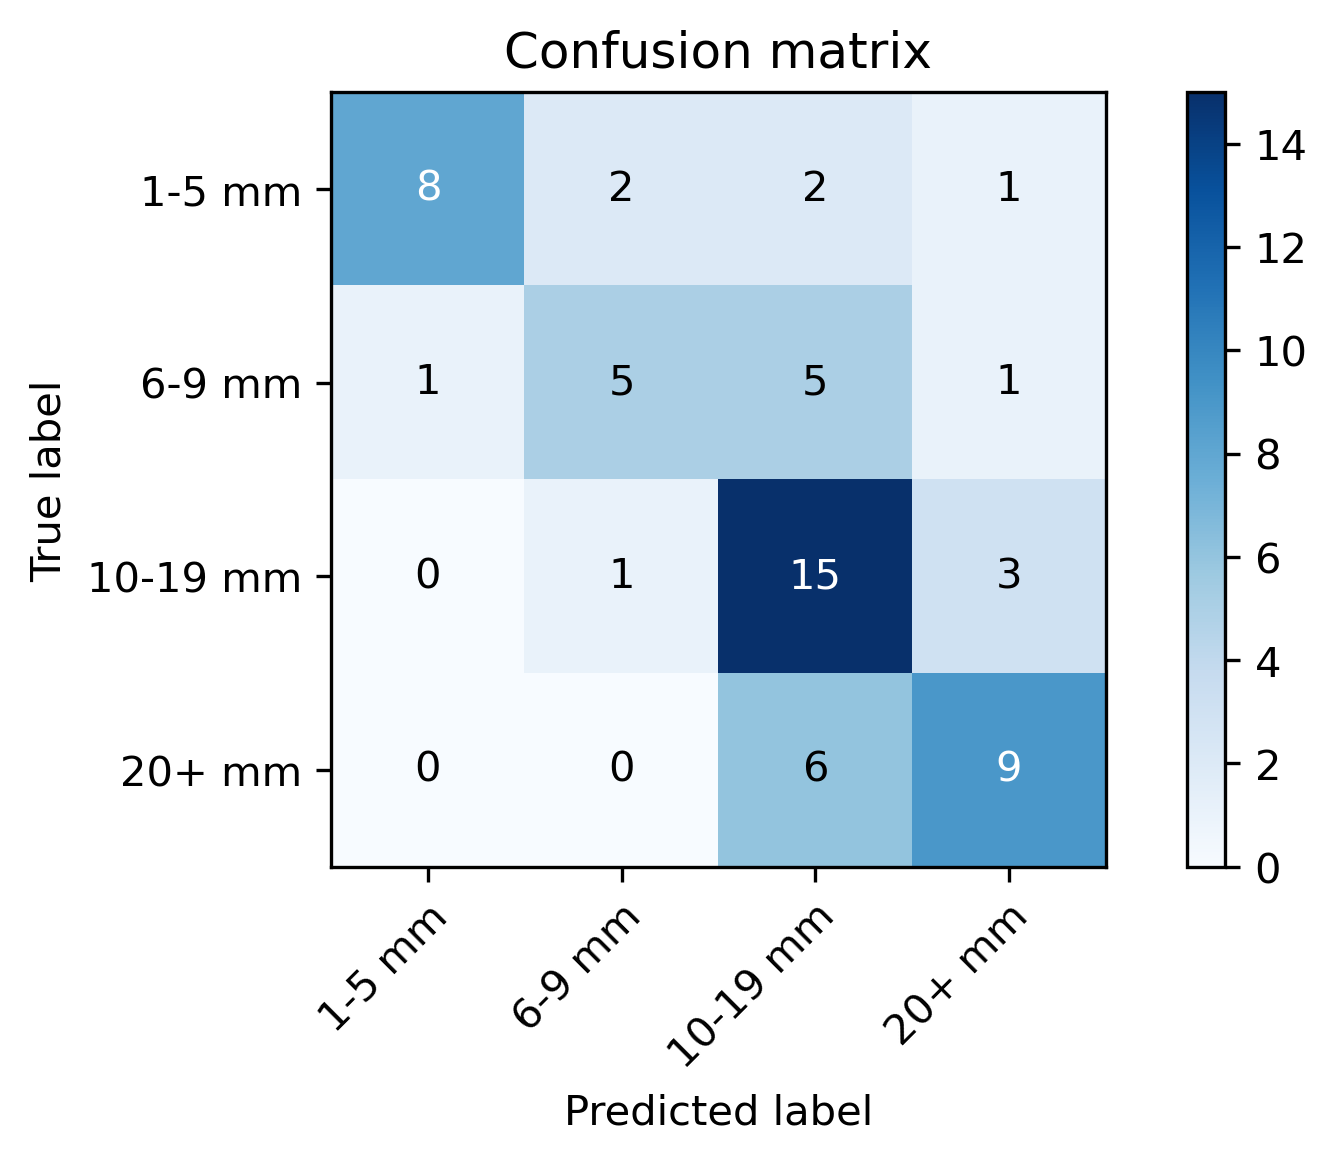 Confusion matrix
True label
1-5 mm 8 2 2 1
6-9 mm 1 5 5 1
10-19 mm 0 1 15 3
20+ mm 0 0 6 9
1-5 mm 6-9 mm 10-19 mm 20+ mm
Predicted label
14
12
10
8
6
4
2
0